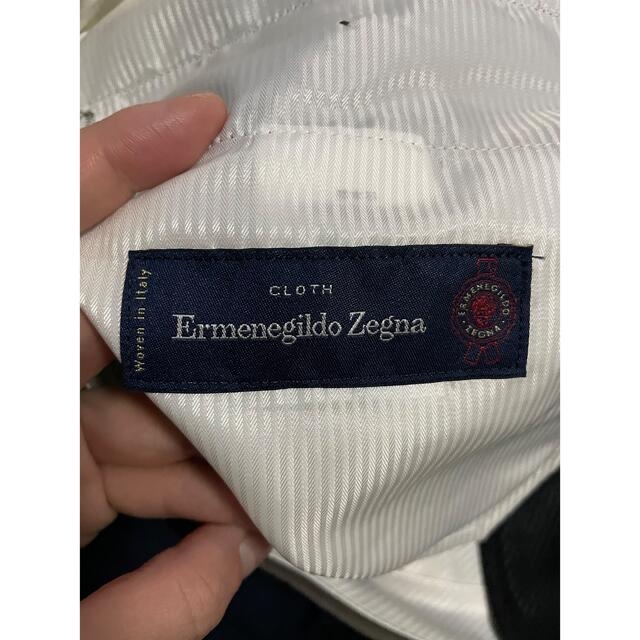 CLOTH
Ermenegildo Zegna
Woven in Italy
ERMENEGILDO
ZEGNA